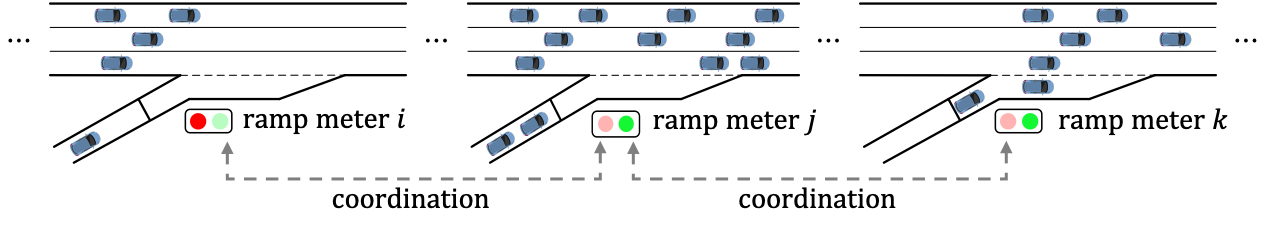 ... ... ... ...
ramp meter i ramp meter j ramp meter k
coordination coordination